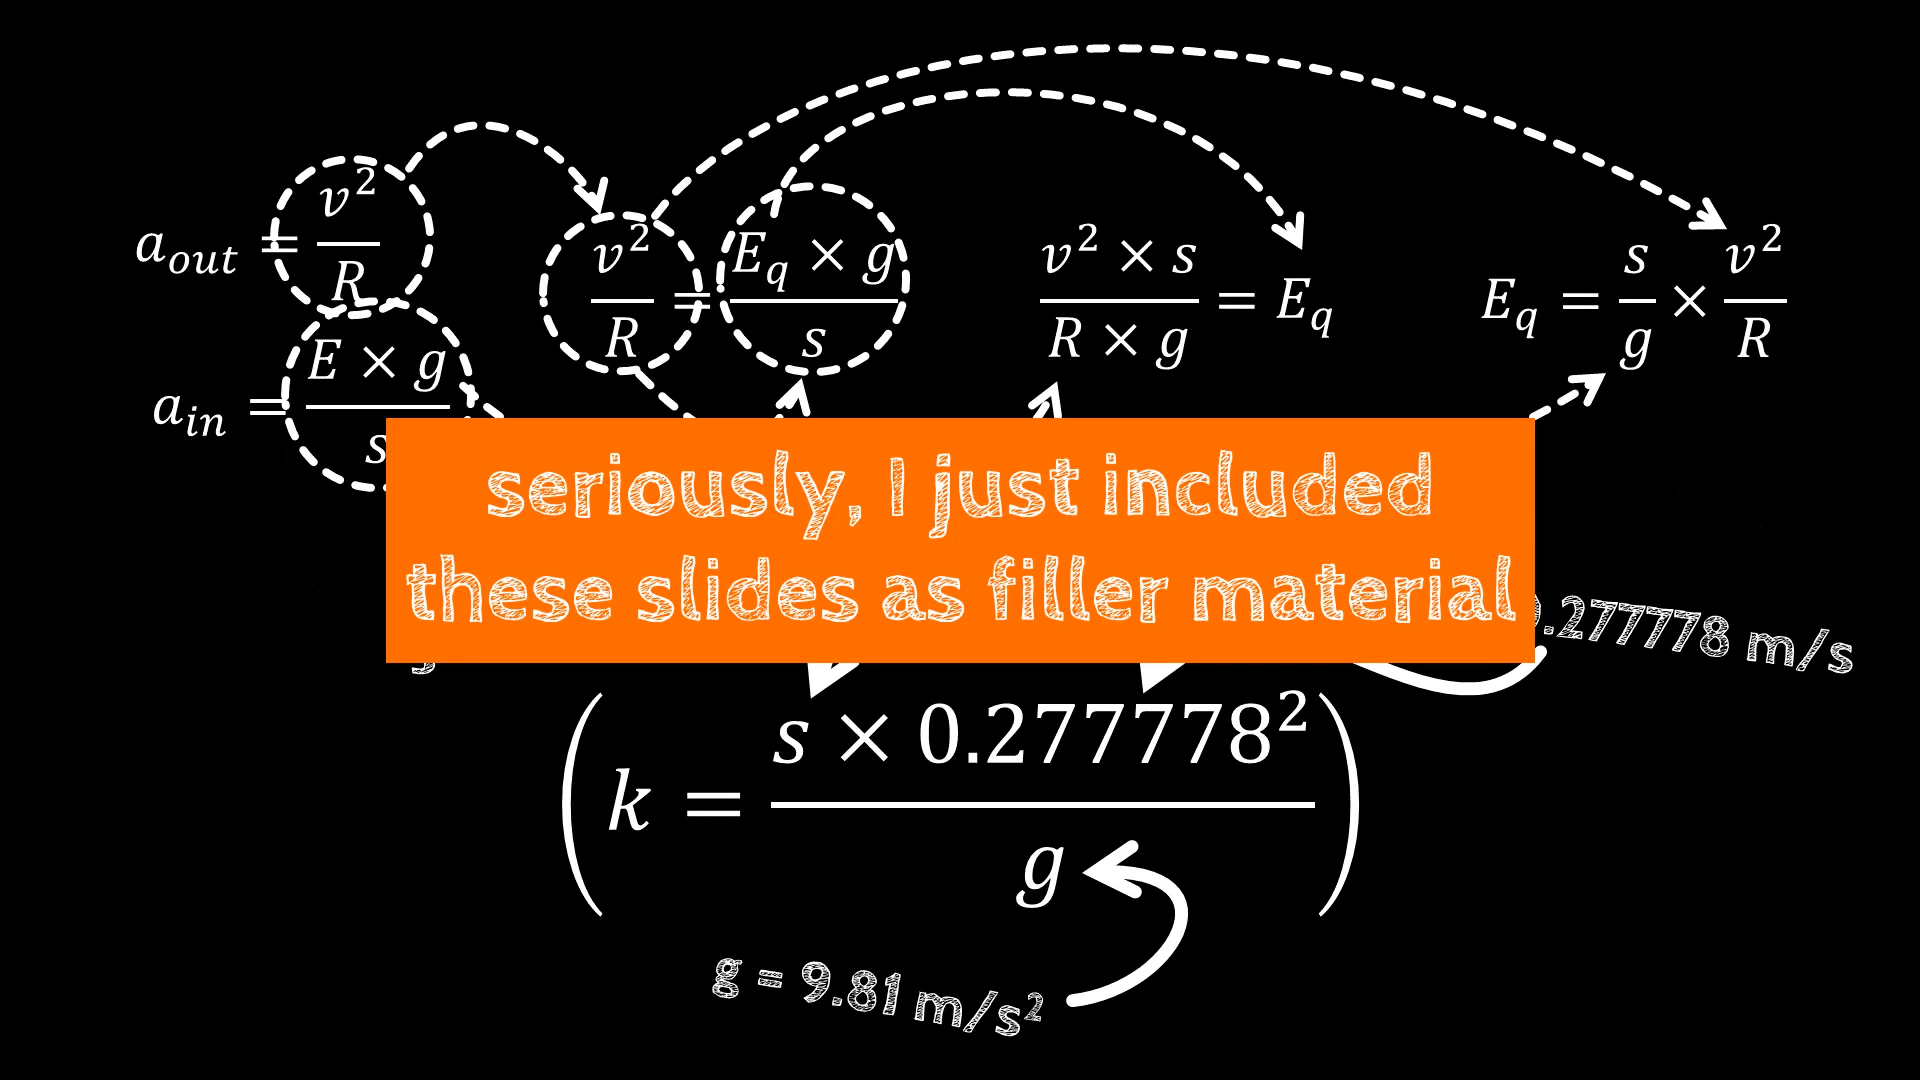 a_out = v²/R
v²/R = (E_q × g)/s
(v² × s)/(R × g) = E_q
E_q = s/g × v²/R
a_in = (E × g)/s
seriously, I just included
these slides as filler material
.277778 m/s
(k = (s × 0.277778²)/g)
g = 9.81 m/s²